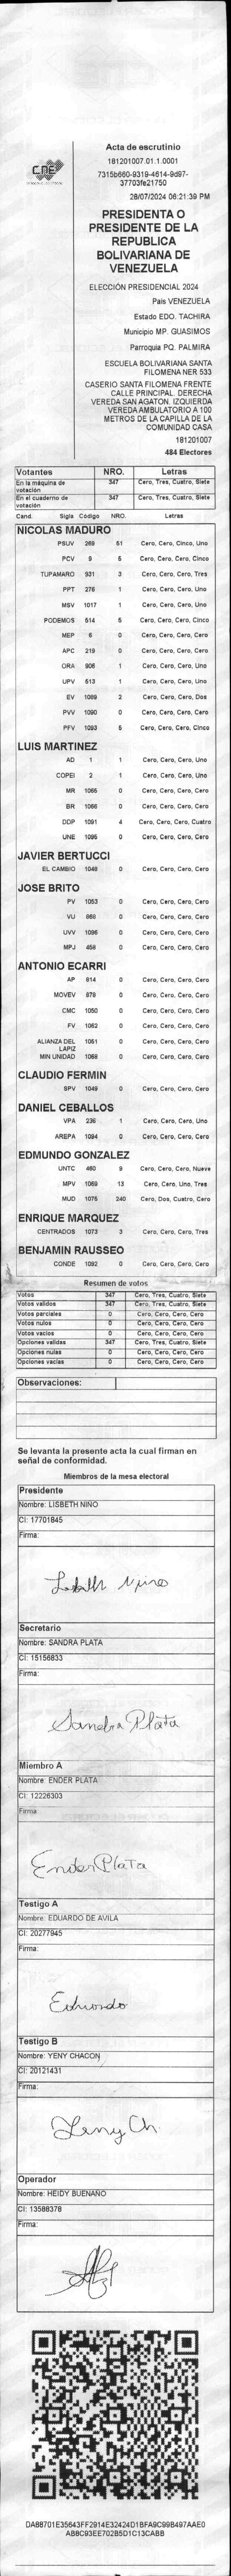 Acta de escrutinio
181201007.01.1.0001
CNE
7315b660-9319-4614-9d97-
37703fe21750
28/07/2024 06:21:39 PM
PRESIDENTA O
PRESIDENTE DE LA
REPUBLICA
BOLIVARIANA DE
VENEZUELA
ELECCIÓN PRESIDENCIAL 2024
País VENEZUELA
Estado EDO. TACHIRA
Municipio MP. GUASIMOS
Parroquia PQ. PALMIRA
ESCUELA BOLIVARIANA SANTA
FILOMENA NER 533
CASERIO SANTA FILOMENA FRENTE
CALLE PRINCIPAL. DERECHA
VEREDA SAN AGATON. IZQUIERDA
VEREDA AMBULATORIO A 100
METROS DE LA CAPILLA DE LA
COMUNIDAD CASA
181201007
484 Electores
Votantes NRO. Letras
En la máquina de votación 347 Cero, Tres, Cuatro, Siete
En el cuaderno de votación 347 Cero, Tres, Cuatro, Siete
Cand. Sigla Código NRO. Letras
NICOLAS MADURO
PSUV 269 51 Cero, Cero, Cinco, Uno
PCV 9 5 Cero, Cero, Cero, Cinco
TUPAMARO 931 3 Cero, Cero, Cero, Tres
PPT 276 1 Cero, Cero, Cero, Uno
MSV 1017 1 Cero, Cero, Cero, Uno
PODEMOS 514 5 Cero, Cero, Cero, Cinco
MEP 6 0 Cero, Cero, Cero, Cero
APC 219 0 Cero, Cero, Cero, Cero
ORA 906 1 Cero, Cero, Cero, Uno
UPV 513 1 Cero, Cero, Cero, Uno
EV 1089 2 Cero, Cero, Cero, Dos
PVV 1090 0 Cero, Cero, Cero, Cero
PFV 1093 5 Cero, Cero, Cero, Cinco
LUIS MARTINEZ
AD 1 1 Cero, Cero, Cero, Uno
COPEI 2 1 Cero, Cero, Cero, Uno
MR 1065 0 Cero, Cero, Cero, Cero
BR 1066 0 Cero, Cero, Cero, Cero
DDP 1091 4 Cero, Cero, Cero, Cuatro
UNE 1095 0 Cero, Cero, Cero, Cero
JAVIER BERTUCCI
EL CAMBIO 1048 0 Cero, Cero, Cero, Cero
JOSE BRITO
PV 1053 0 Cero, Cero, Cero, Cero
VU 868 0 Cero, Cero, Cero, Cero
UVV 1096 0 Cero, Cero, Cero, Cero
MPJ 458 0 Cero, Cero, Cero, Cero
ANTONIO ECARRI
AP 814 0 Cero, Cero, Cero, Cero
MOVEV 879 0 Cero, Cero, Cero, Cero
CMC 1050 0 Cero, Cero, Cero, Cero
FV 1062 0 Cero, Cero, Cero, Cero
ALIANZA DEL LAPIZ 1051 0 Cero, Cero, Cero, Cero
MIN UNIDAD 1068 0 Cero, Cero, Cero, Cero
CLAUDIO FERMIN
SPV 1049 0 Cero, Cero, Cero, Cero
DANIEL CEBALLOS
VPA 236 1 Cero, Cero, Cero, Uno
AREPA 1094 0 Cero, Cero, Cero, Cero
EDMUNDO GONZALEZ
UNTC 460 9 Cero, Cero, Cero, Nueve
MPV 1069 13 Cero, Cero, Uno, Tres
MUD 1076 240 Cero, Dos, Cuatro, Cero
ENRIQUE MARQUEZ
CENTRADOS 1073 3 Cero, Cero, Cero, Tres
BENJAMIN RAUSSEO
CONDE 1092 0 Cero, Cero, Cero, Cero
Resumen de votos
Votos 347 Cero, Tres, Cuatro, Siete
Votos validos 347 Cero, Tres, Cuatro, Siete
Votos parciales 0 Cero, Cero, Cero, Cero
Votos nulos 0 Cero, Cero, Cero, Cero
Votos vacios 0 Cero, Cero, Cero, Cero
Opciones validas 347 Cero, Tres, Cuatro, Siete
Opciones nulas 0 Cero, Cero, Cero, Cero
Opciones vacias 0 Cero, Cero, Cero, Cero
Observaciones:
Se levanta la presente acta la cual firman en
señal de conformidad.
Miembros de la mesa electoral
Presidente
Nombre: LISBETH NIÑO
CI: 17701845
Firma:
Lisbeth Nino
Secretario
Nombre: SANDRA PLATA
CI: 15156833
Firma:
Sandra Plata
Miembro A
Nombre: ENDER PLATA
CI: 12226303
Firma:
Ender Plata
Testigo A
Nombre: EDUARDO DE AVILA
CI: 20277945
Firma:
Eduardo
Testigo B
Nombre: YENY CHACON
CI: 20121431
Firma:
Yeny Ch
Operador
Nombre: HEIDY BUENAÑO
CI: 13588378
Firma:
DA88701E35643FF2914E32424D1BFA9C99B497AAE0
AB8C93EE702B5D1C13CABB